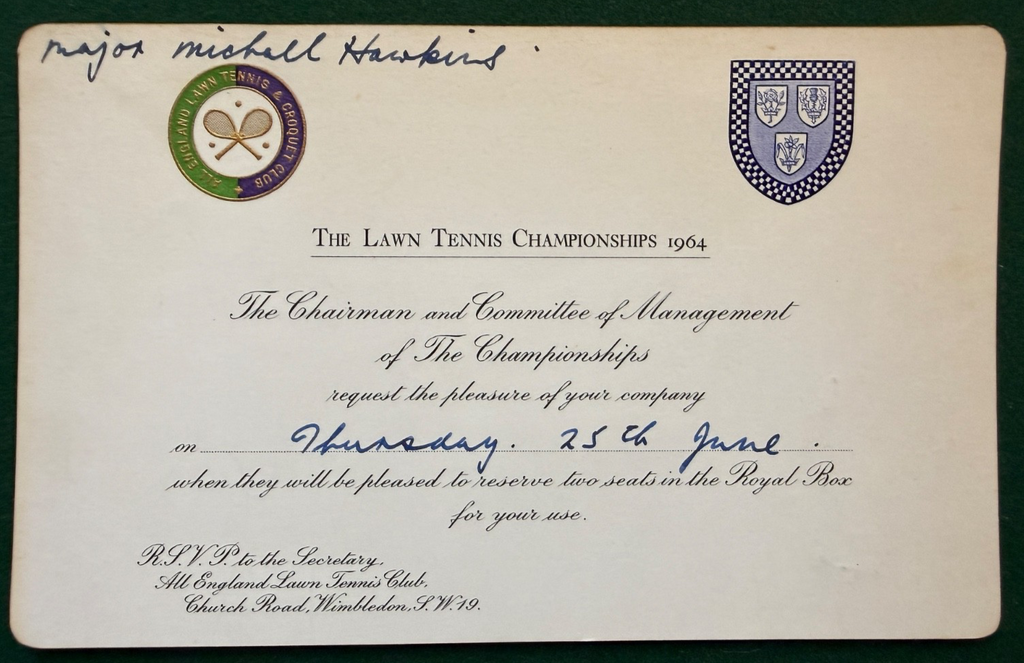 Major Michall Hawkins
ALL ENGLAND LAWN TENNIS & CROQUET CLUB
THE LAWN TENNIS CHAMPIONSHIPS 1964
The Chairman and Committee of Management
of The Championships
request the pleasure of your company
on Thursday. 25th June.
when they will be pleased to reserve two seats in the Royal Box
for your use.
R.S.V.P. to the Secretary,
All England Lawn Tennis Club,
Church Road, Wimbledon, S.W.19.